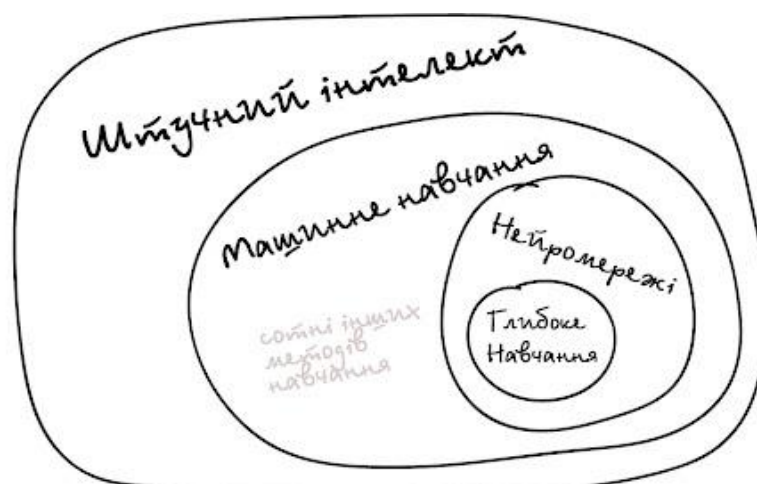 Штучний інтелект
Машинне навчання
Нейромережі
Глибоке
Навчання
сотні інших
методів
навчання